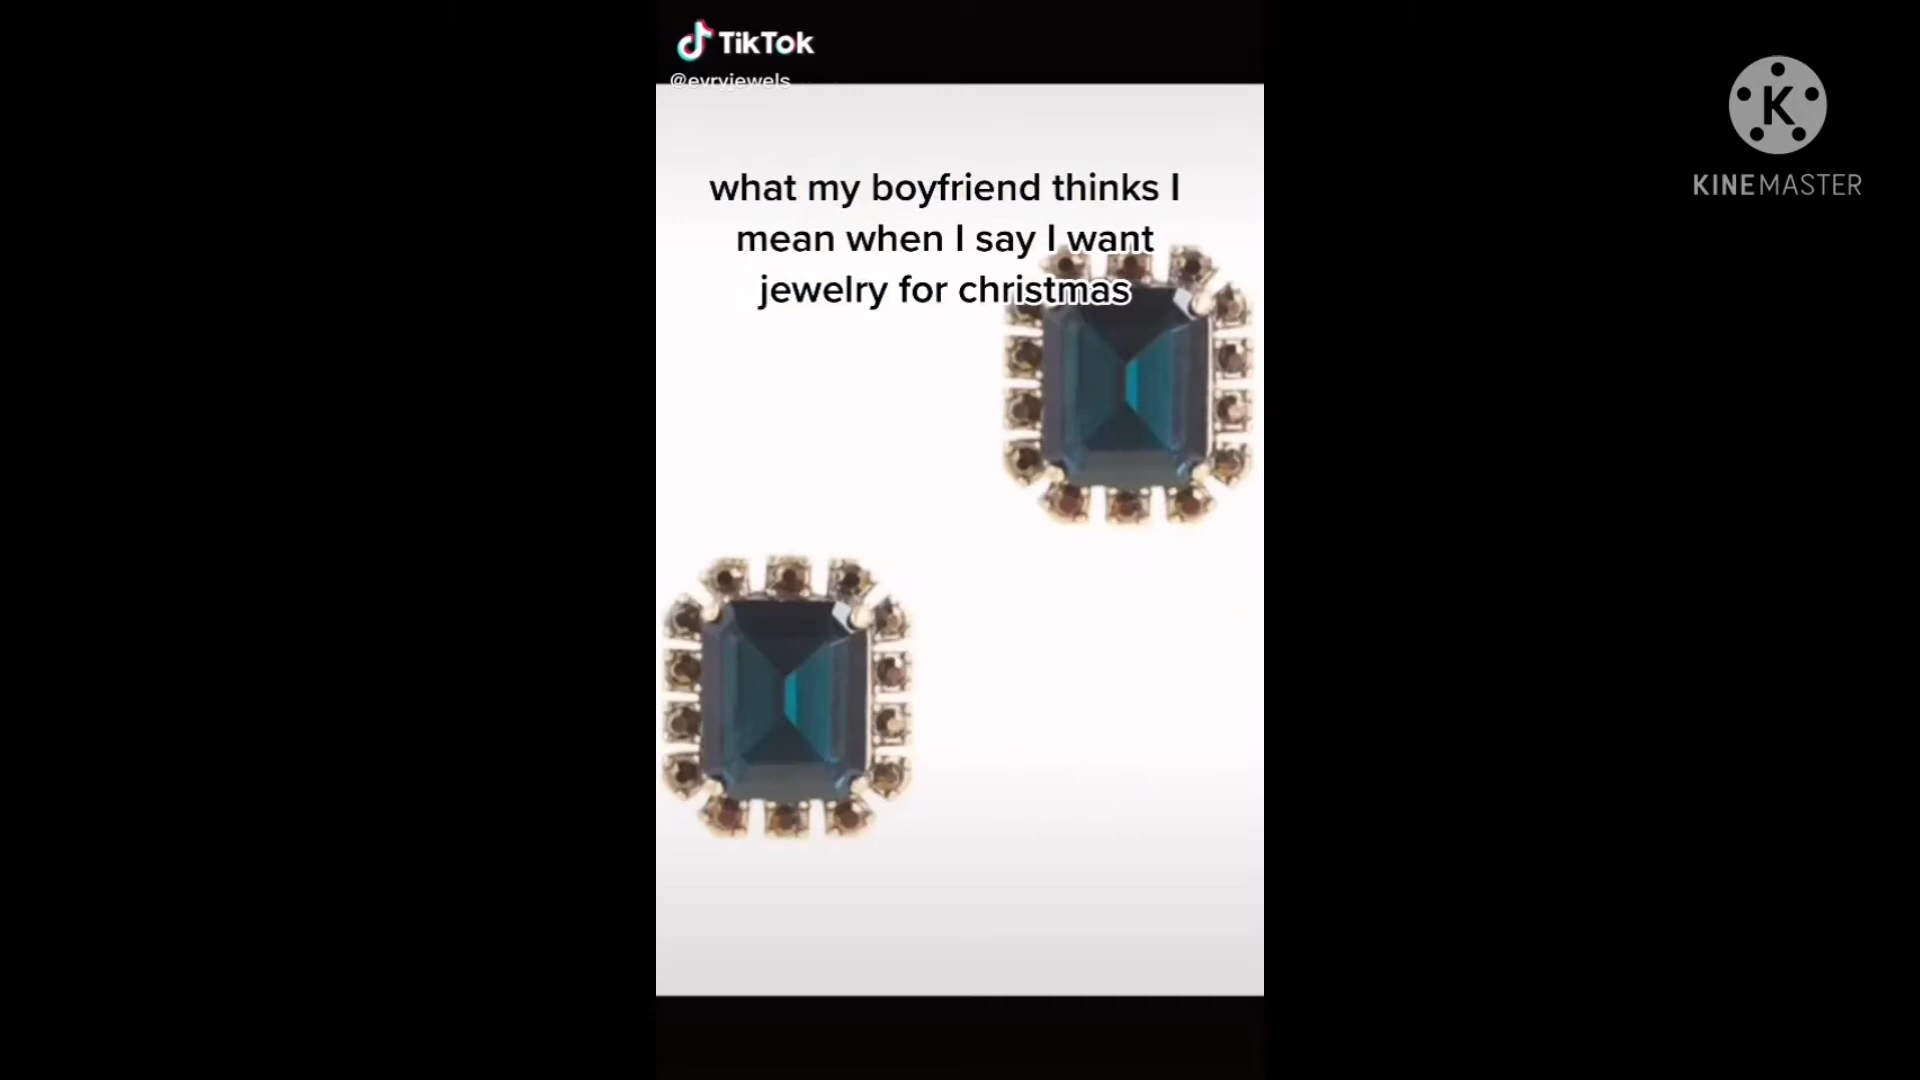 TikTok
@evryjewels
K
KINEMASTER
what my boyfriend thinks I
mean when I say I want
jewelry for christmas